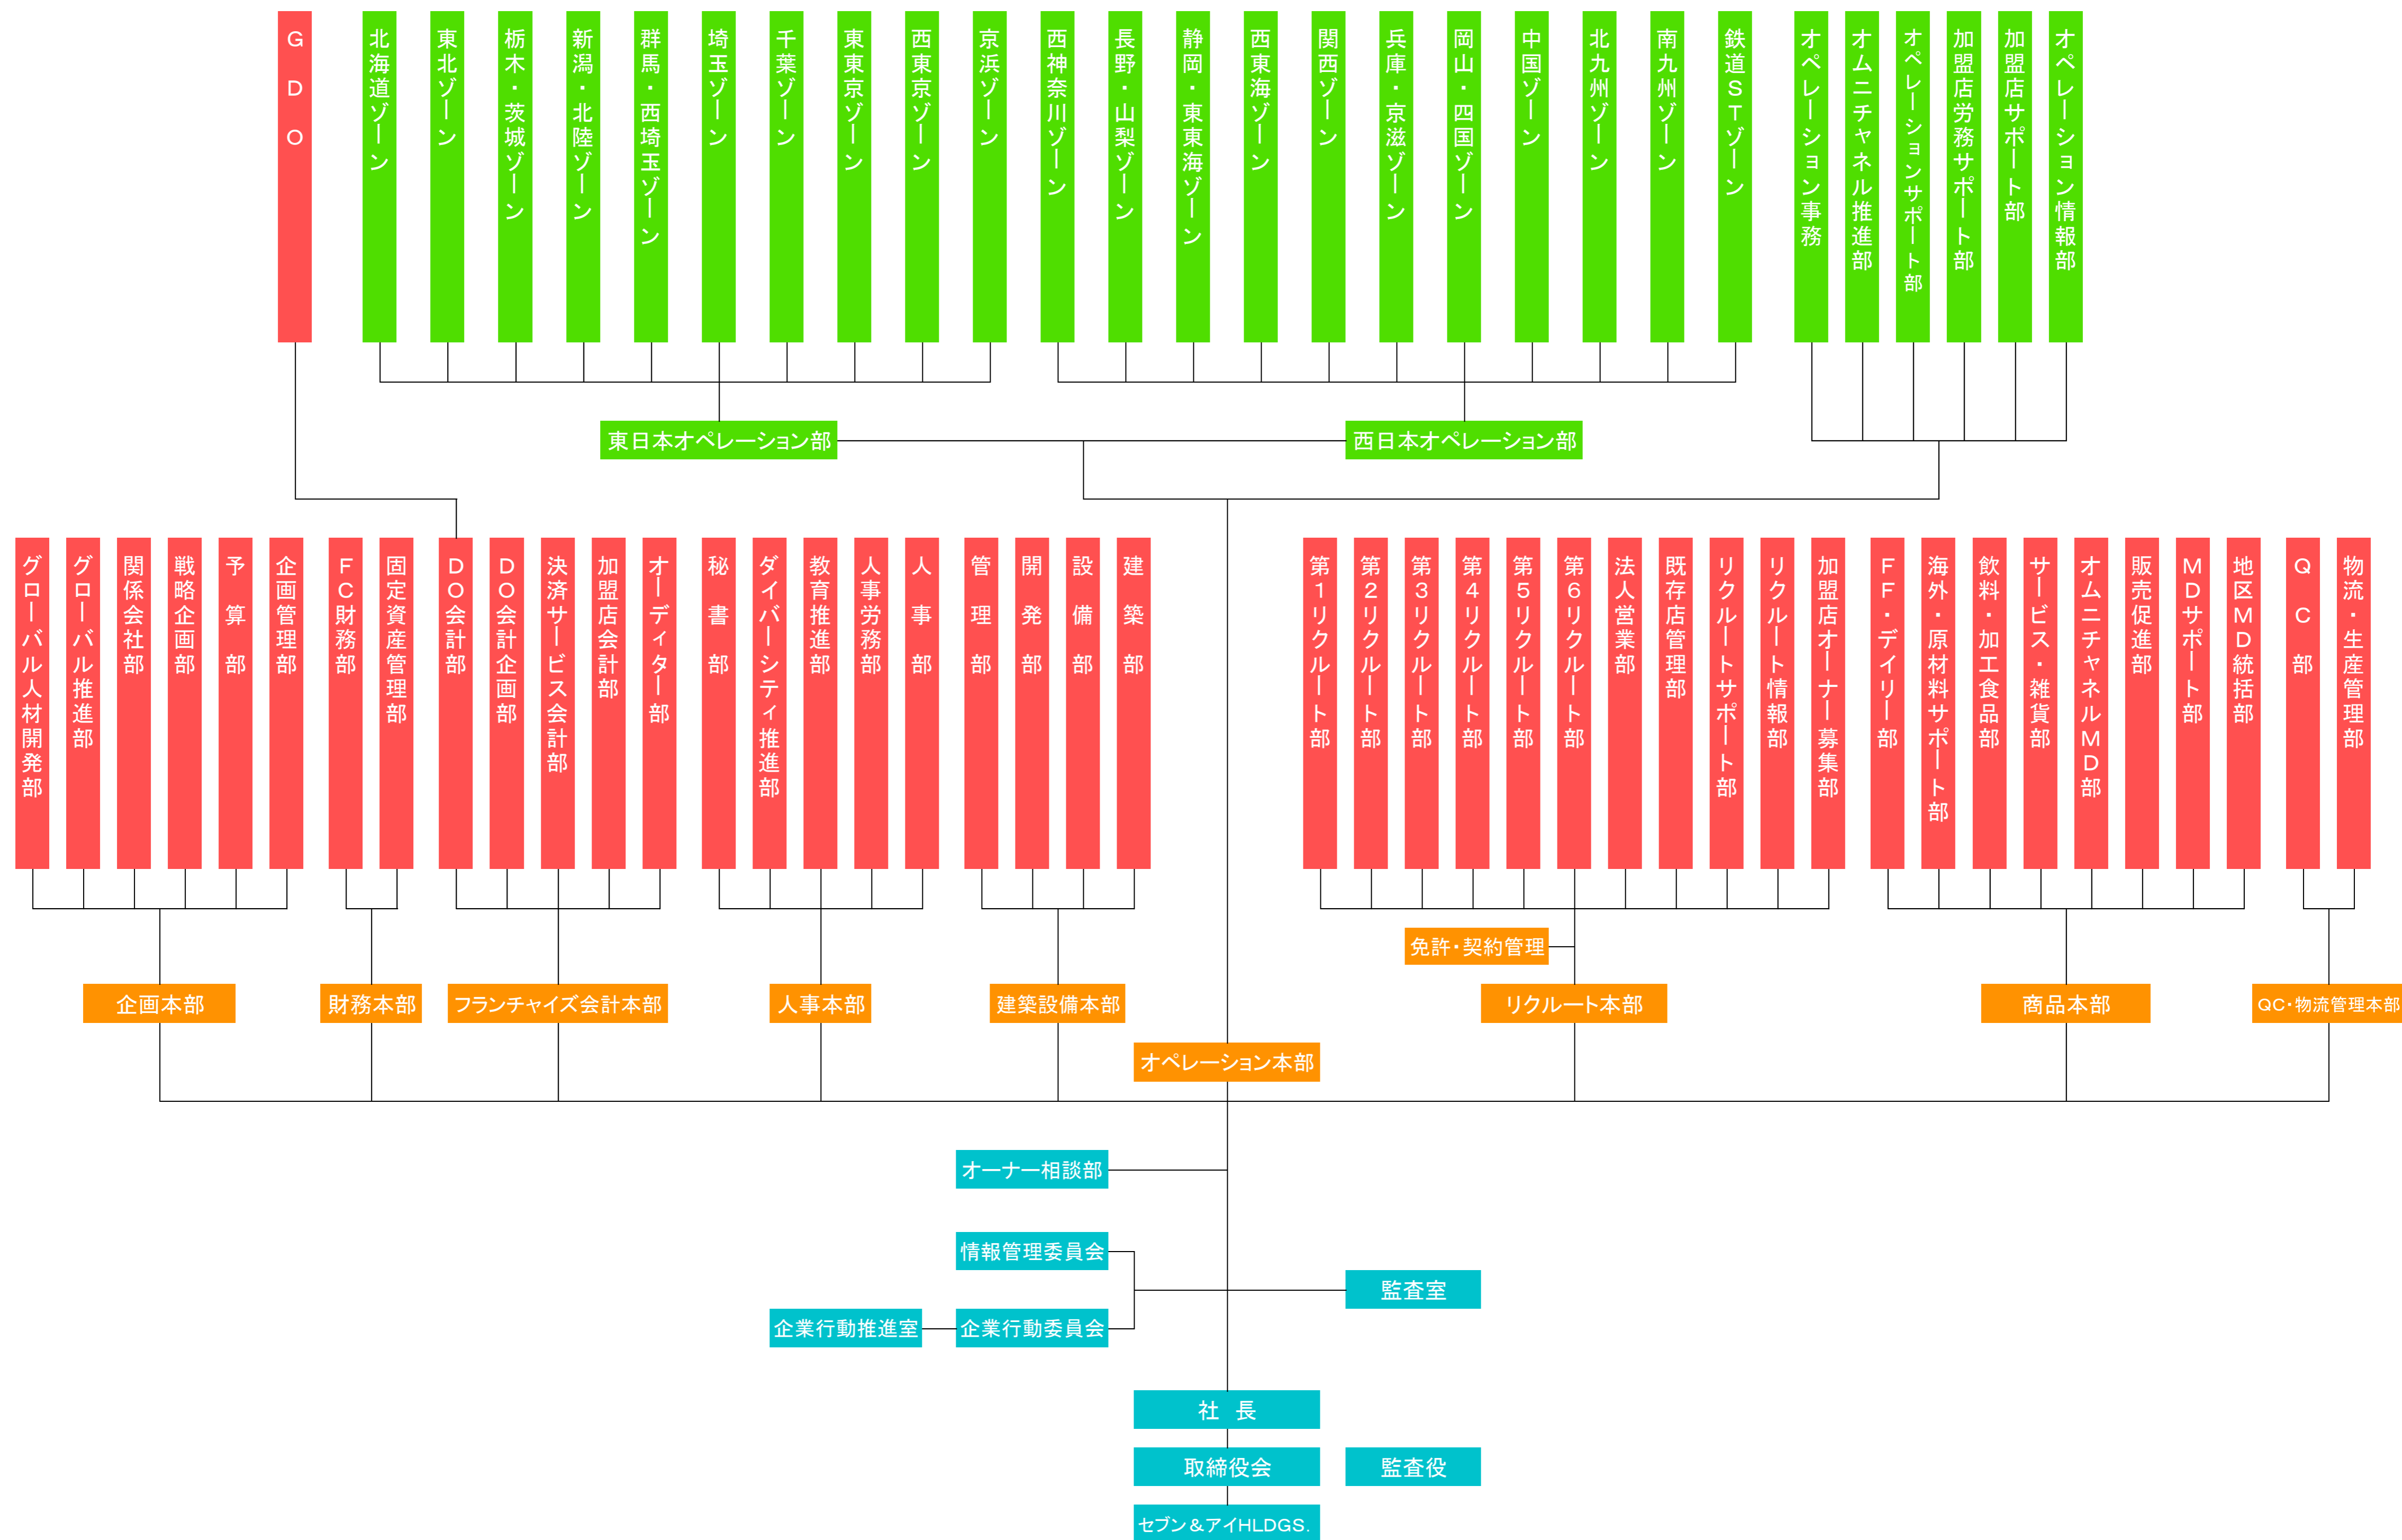 ＧＤＯ
北海道ゾーン
東北ゾーン
栃木・茨城ゾーン
新潟・北陸ゾーン
群馬・西埼玉ゾーン
埼玉ゾーン
千葉ゾーン
東東京ゾーン
西東京ゾーン
京浜ゾーン
西神奈川ゾーン
長野・山梨ゾーン
静岡・東東海ゾーン
西東海ゾーン
関西ゾーン
兵庫・京滋ゾーン
岡山・四国ゾーン
中国ゾーン
北九州ゾーン
南九州ゾーン
鉄道ＳＴゾーン
オペレーション事務
オムニチャネル推進部
オペレーションサポート部
加盟店労務サポート部
加盟店サポート部
オペレーション情報部
東日本オペレーション部
西日本オペレーション部
グローバル人材開発部
グローバル推進部
関係会社部
戦略企画部
予算部
企画管理部
ＦＣ財務部
固定資産管理部
ＤＯ会計部
ＤＯ会計企画部
決済サービス会計部
加盟店会計部
オーディター部
秘書部
ダイバーシティ推進部
教育推進部
人事労務部
人事部
管理部
開発部
設備部
建築部
第１リクルート部
第２リクルート部
第３リクルート部
第４リクルート部
第５リクルート部
第６リクルート部
法人営業部
既存店管理部
リクルートサポート部
リクルート情報部
加盟店オーナー募集部
ＦＦ・デイリー部
海外・原材料サポート部
飲料・加工食品部
サービス・雑貨部
オムニチャネルＭＤ部
販売促進部
ＭＤサポート部
地区ＭＤ統括部
ＱＣ部
物流・生産管理部
免許・契約管理
企画本部
財務本部
フランチャイズ会計本部
人事本部
建築設備本部
リクルート本部
商品本部
QC・物流管理本部
オペレーション本部
オーナー相談部
情報管理委員会
監査室
企業行動推進室
企業行動委員会
社 長
取締役会
監査役
セブン＆アイHLDGS.